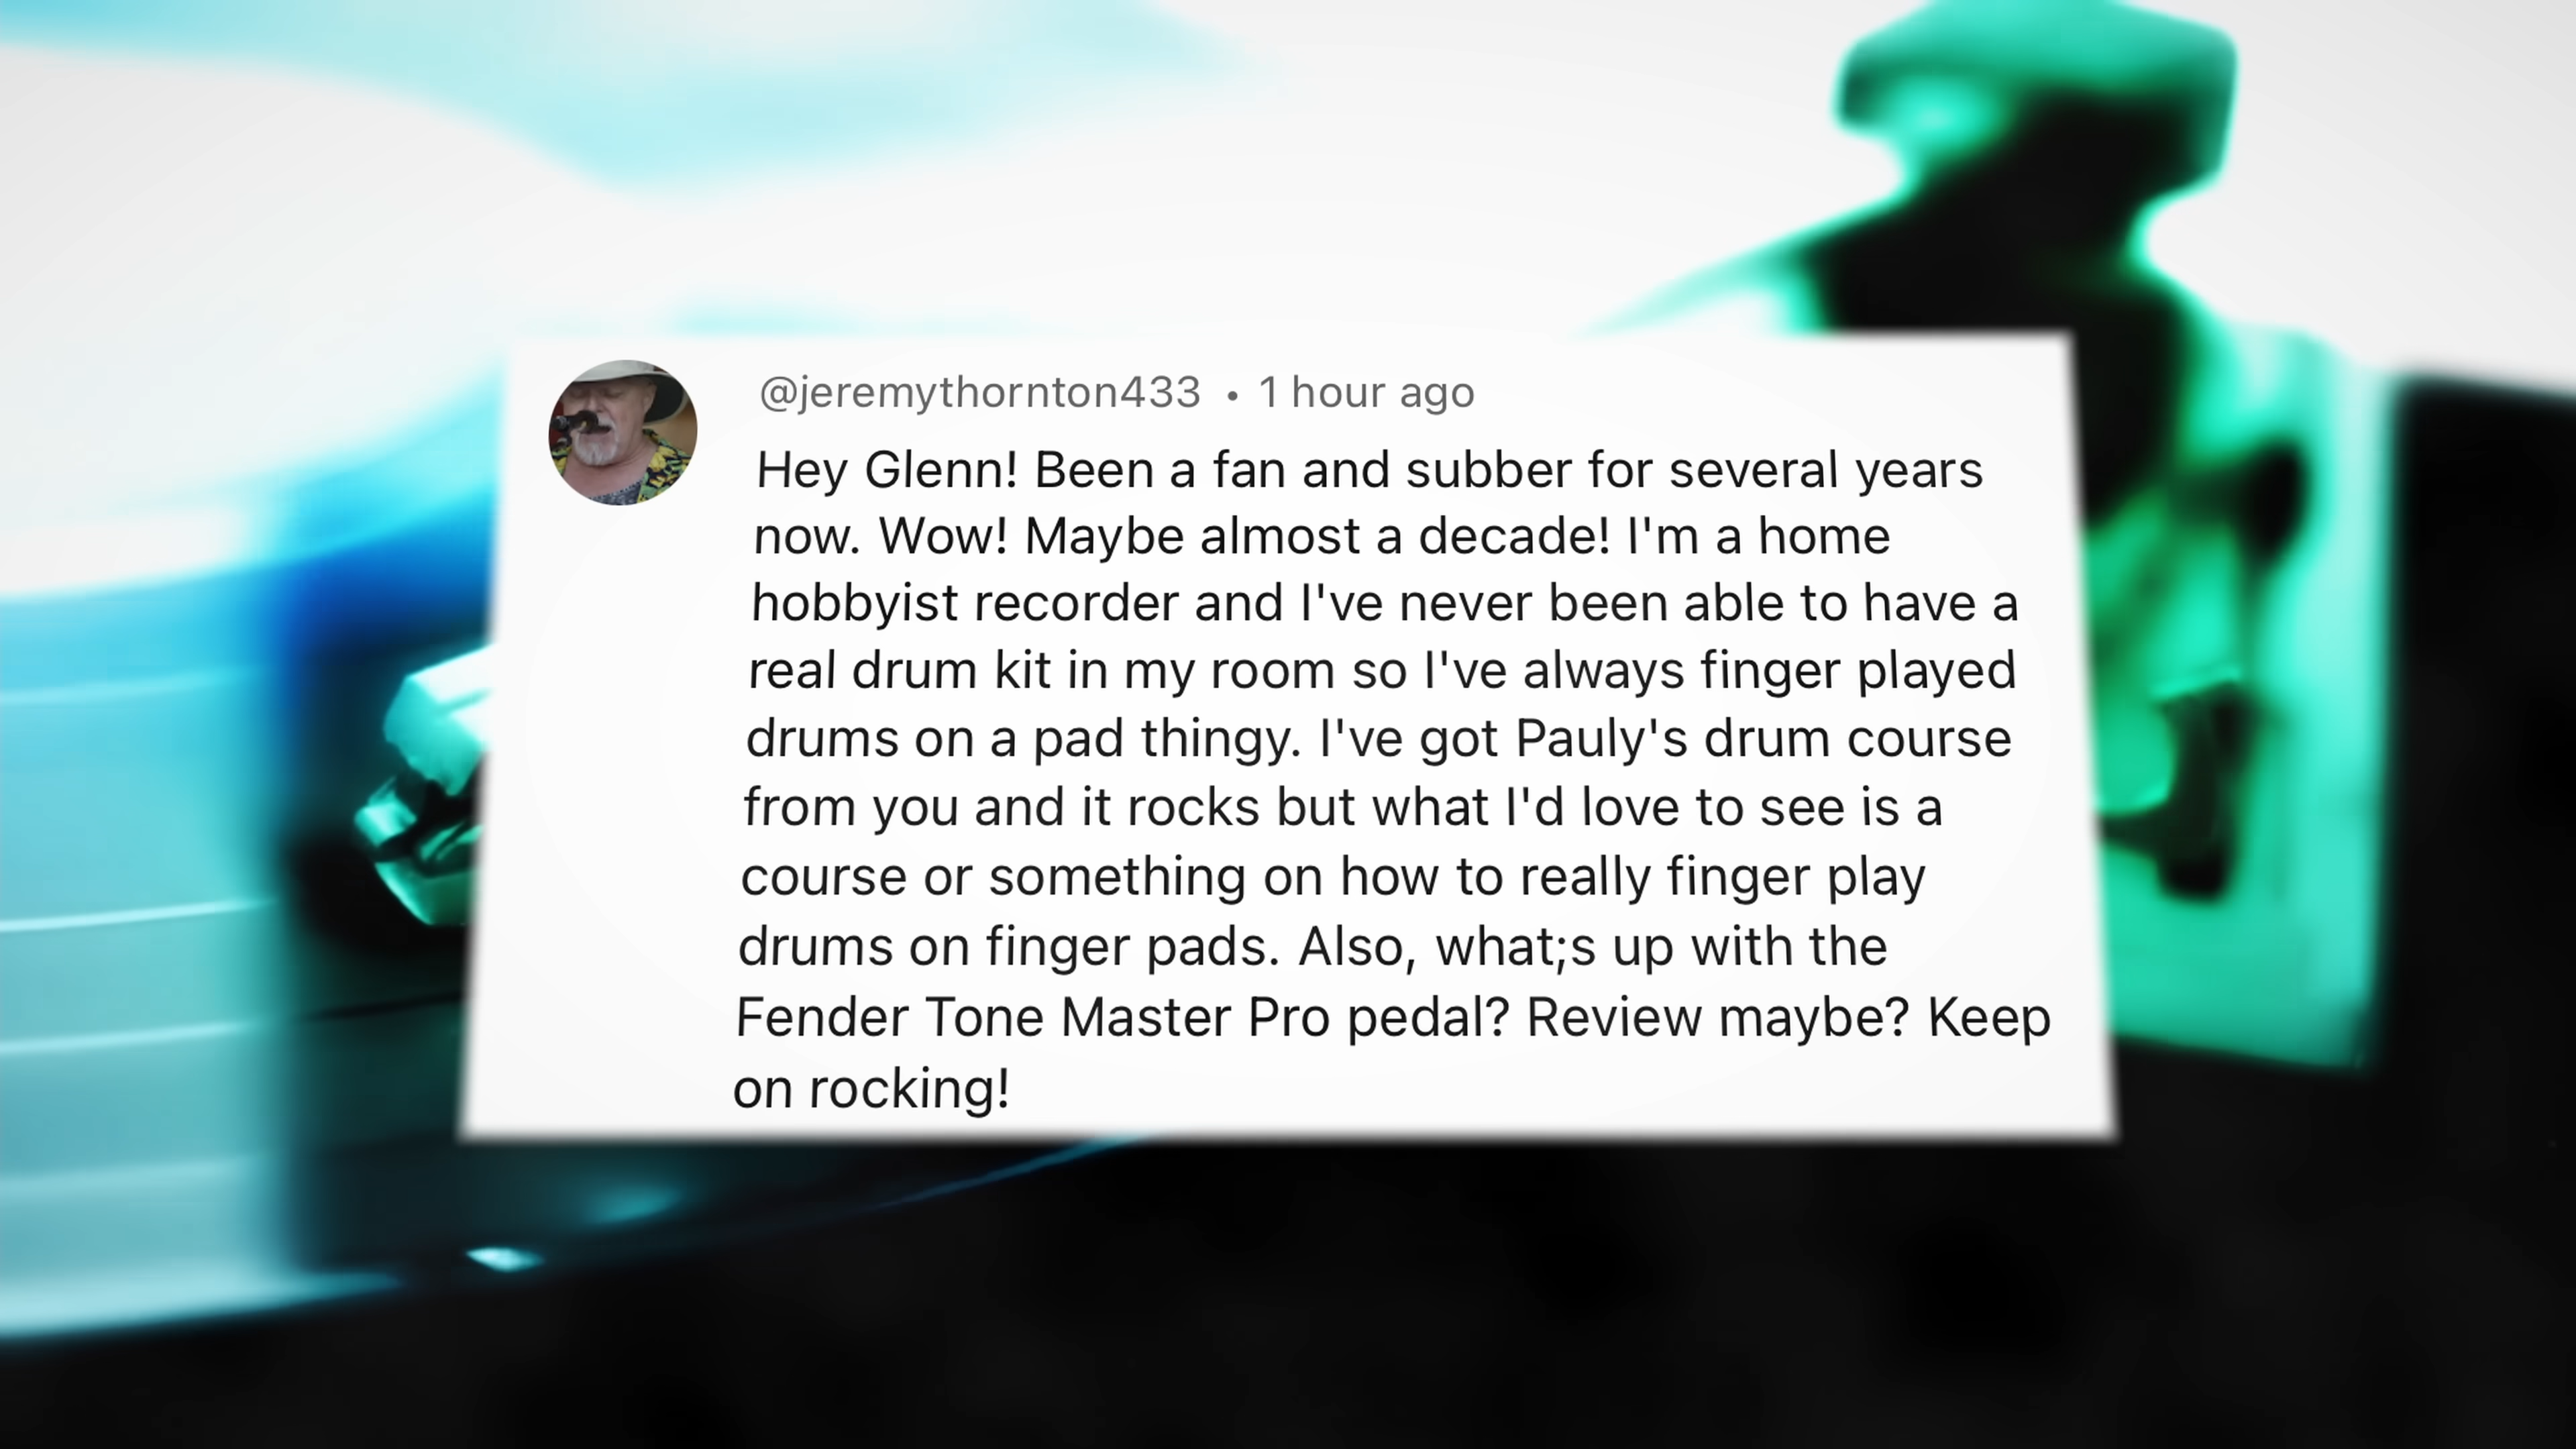 @jeremythornton433 • 1 hour ago
Hey Glenn! Been a fan and subber for several years
now. Wow! Maybe almost a decade! I'm a home
hobbyist recorder and I've never been able to have a
real drum kit in my room so I've always finger played
drums on a pad thingy. I've got Pauly's drum course
from you and it rocks but what I'd love to see is a
course or something on how to really finger play
drums on finger pads. Also, what;s up with the
Fender Tone Master Pro pedal? Review maybe? Keep
on rocking!